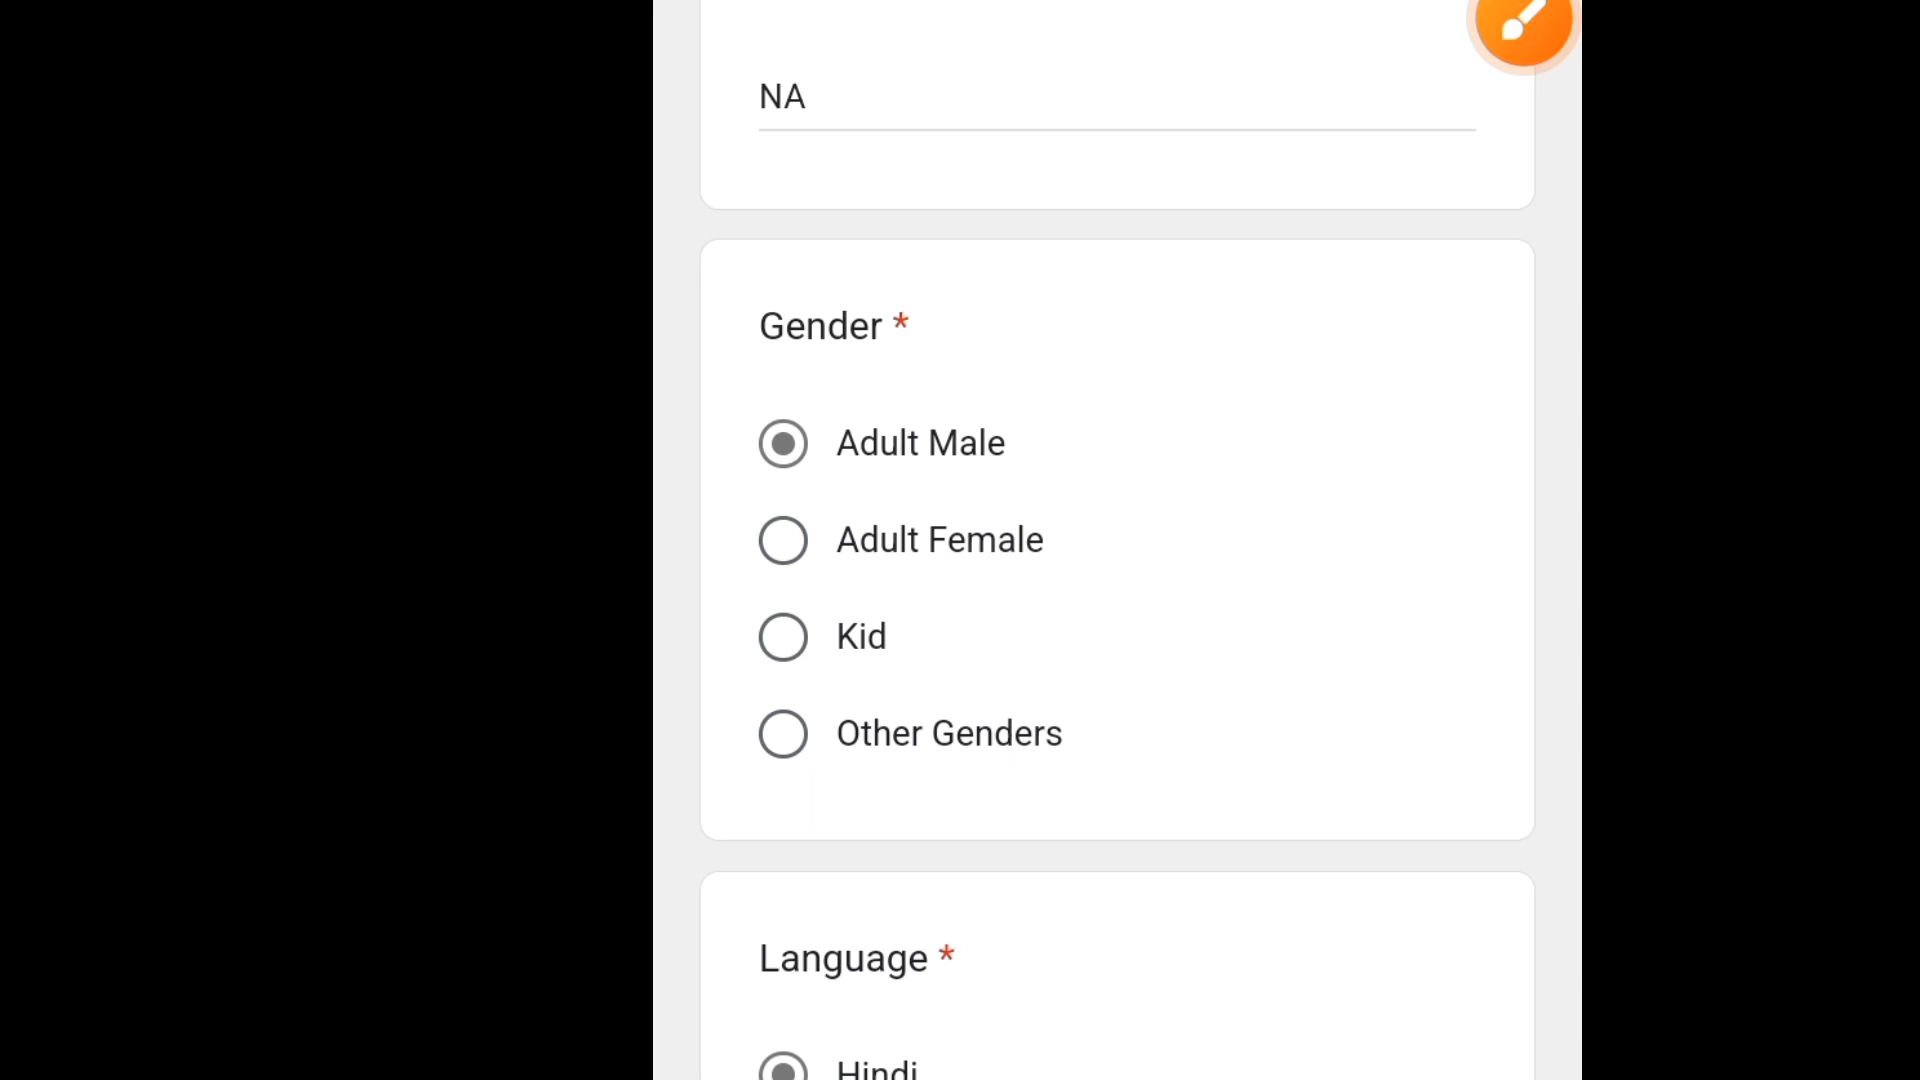 NA
Gender *
Adult Male
Adult Female
Kid
Other Genders
Language *
Hindi